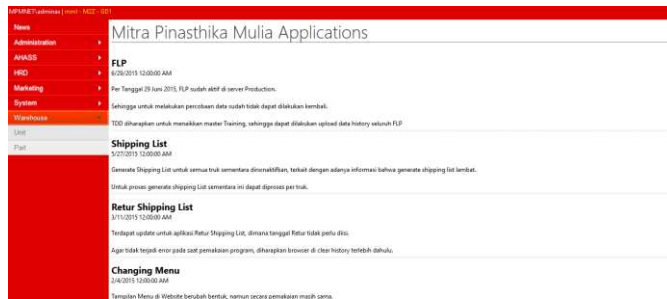 MPMNET\adminas | mml - M2Z - GD1
News
Administration
AHASS
HRD
Marketing
System
Warehouse
Unit
Part
Mitra Pinasthika Mulia Applications
FLP
6/29/2015 12:00:00 AM
Per Tanggal 29 Juni 2015, FLP sudah aktif di server Production.
Sehingga untuk melakukan percobaan data sudah tidak dapat dilakukan kembali.
TDD diharapkan untuk menaikkan master Training, sehingga dapat dilakukan upload data history seluruh FLP
Shipping List
5/27/2015 12:00:00 AM
Generate Shipping List untuk semua truk sementara dinonaktifkan, terkait dengan adanya informasi bahwa generate shipping list lambat.
Untuk proses generate shipping List sementara ini dapat diproses per truk.
Retur Shipping List
3/11/2015 12:00:00 AM
Terdapat update untuk aplikasi Retur Shipping List, dimana tanggal Retur tidak perlu diisi.
Agar tidak terjadi error pada saat pemakaian program, diharapkan browser di clear history terlebih dahulu.
Changing Menu
2/4/2015 12:00:00 AM
Tampilan Menu di Website berubah bentuk, namun secara pemakaian masih sama.